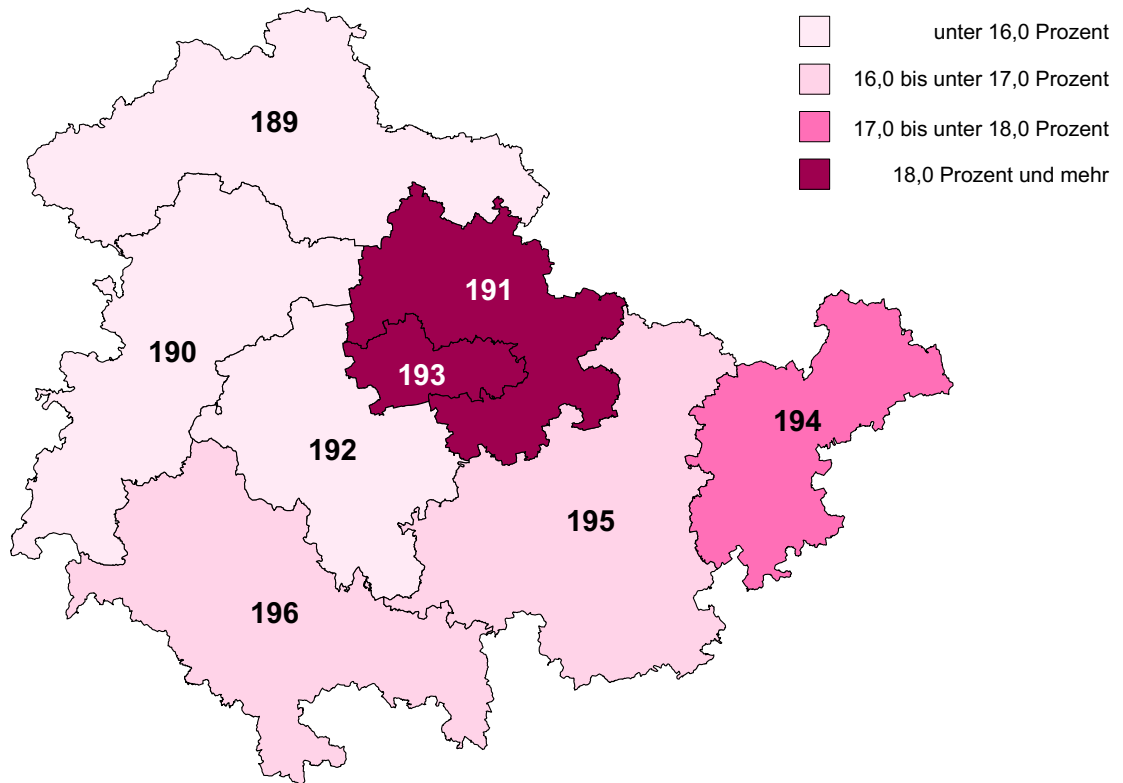 unter 16,0 Prozent
16,0 bis unter 17,0 Prozent
17,0 bis unter 18,0 Prozent
18,0 Prozent und mehr
189
191
190
193
194
192
195
196